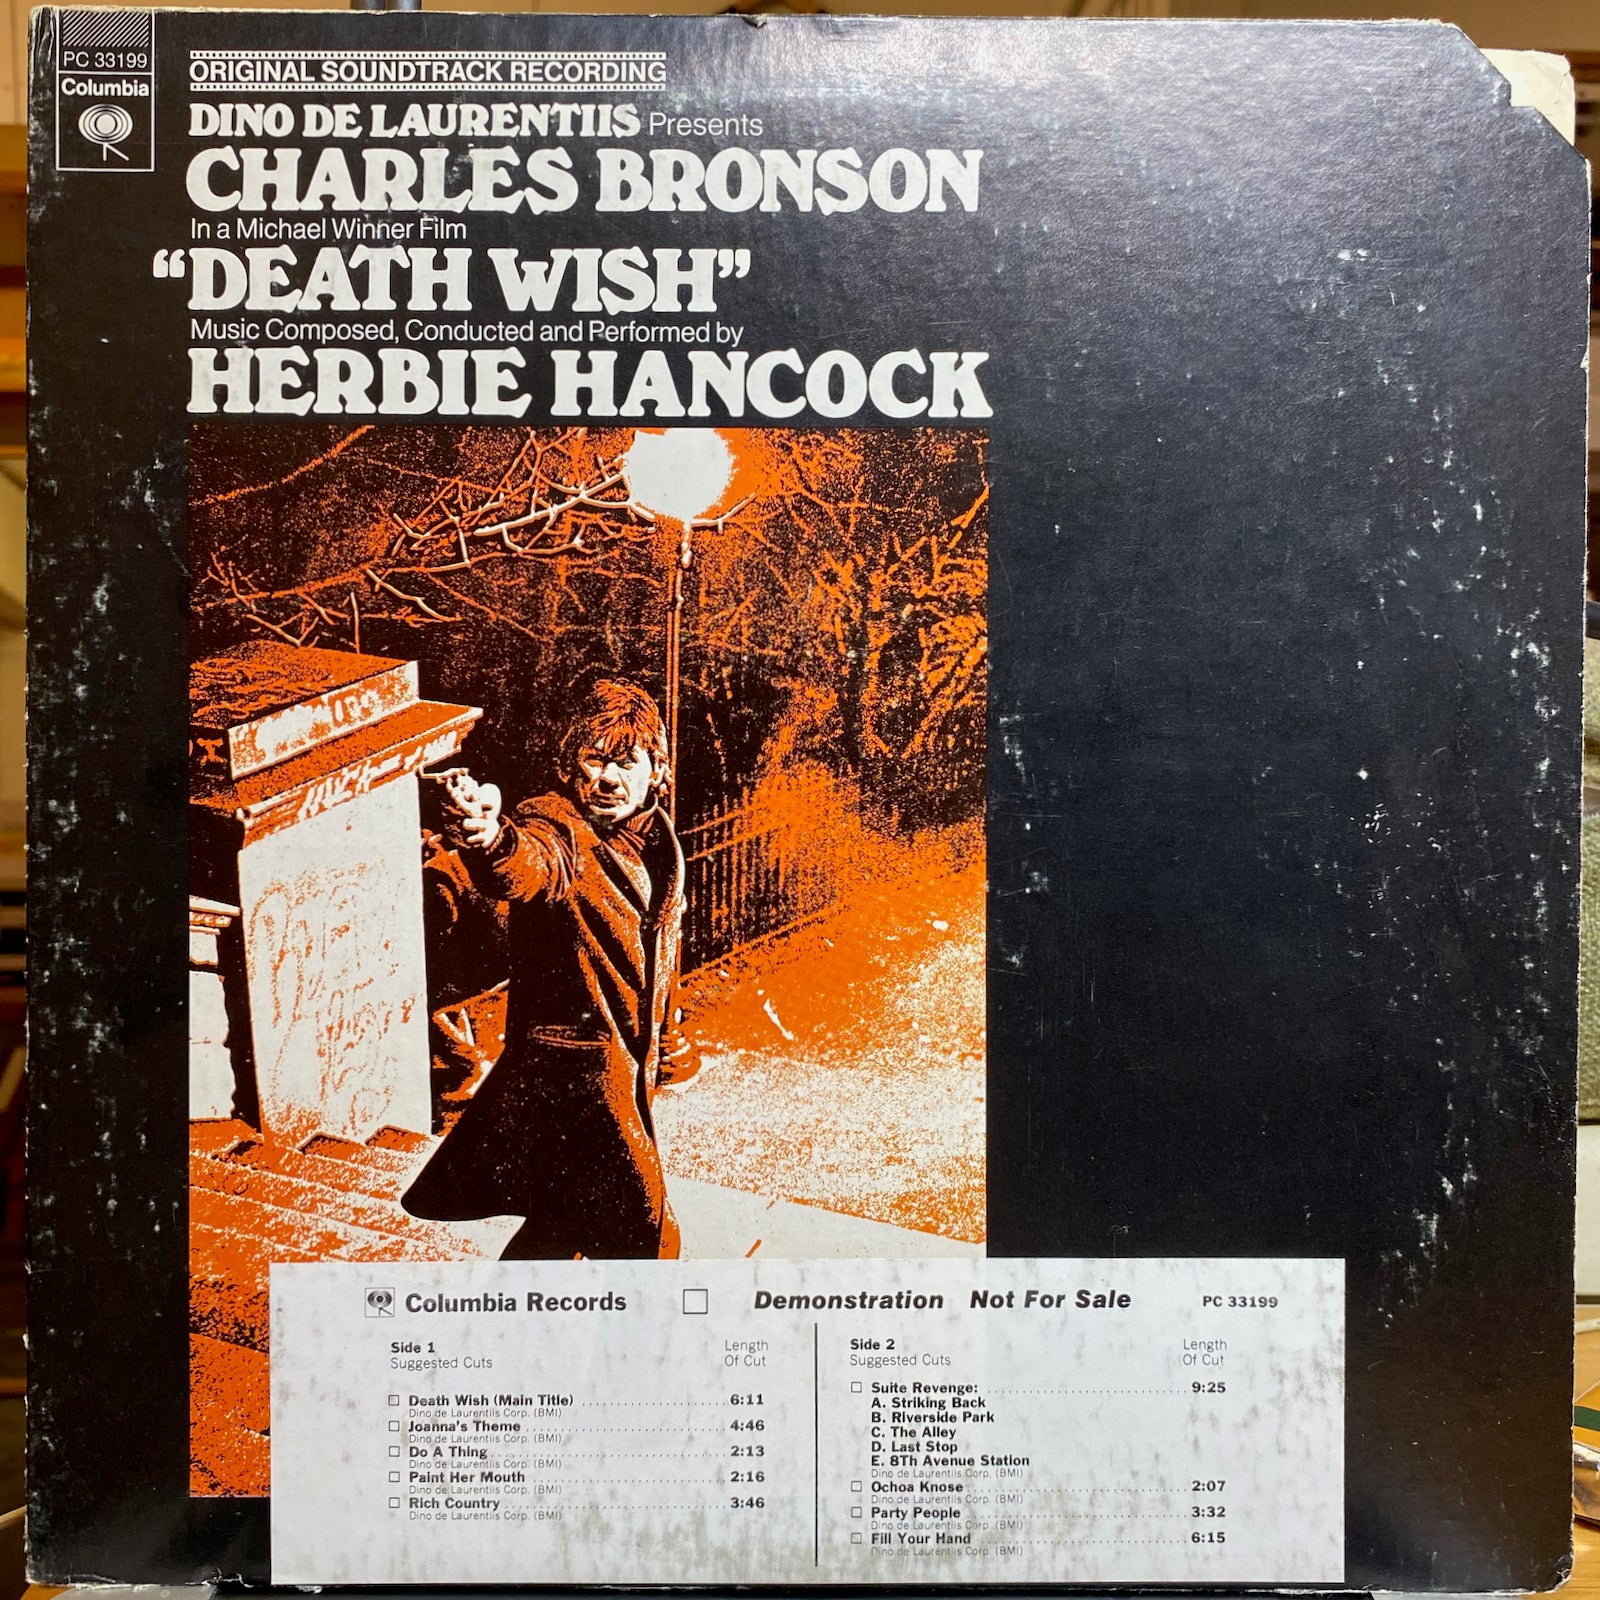 PC 33199
Columbia
ORIGINAL SOUNDTRACK RECORDING
DINO DE LAURENTIIS Presents
CHARLES BRONSON
In a Michael Winner Film
“DEATH WISH”
Music Composed, Conducted and Performed by
HERBIE HANCOCK
Columbia Records Demonstration Not For Sale PC 33199
Side 1 Length
Suggested Cuts Of Cut
Death Wish (Main Title) 6:11
Dino de Laurentiis Corp. (BMI)
Joanna's Theme 4:46
Dino de Laurentiis Corp. (BMI)
Do A Thing 2:13
Dino de Laurentiis Corp. (BMI)
Paint Her Mouth 2:16
Dino de Laurentiis Corp. (BMI)
Rich Country 3:46
Dino de Laurentiis Corp. (BMI)
Side 2 Length
Suggested Cuts Of Cut
Suite Revenge: 9:25
A. Striking Back
B. Riverside Park
C. The Alley
D. Last Stop
E. 8Th Avenue Station
Dino de Laurentiis Corp. (BMI)
Ochoa Knose 2:07
Dino de Laurentiis Corp. (BMI)
Party People 3:32
Dino de Laurentiis Corp. (BMI)
Fill Your Hand 6:15
Dino de Laurentiis Corp. (BMI)